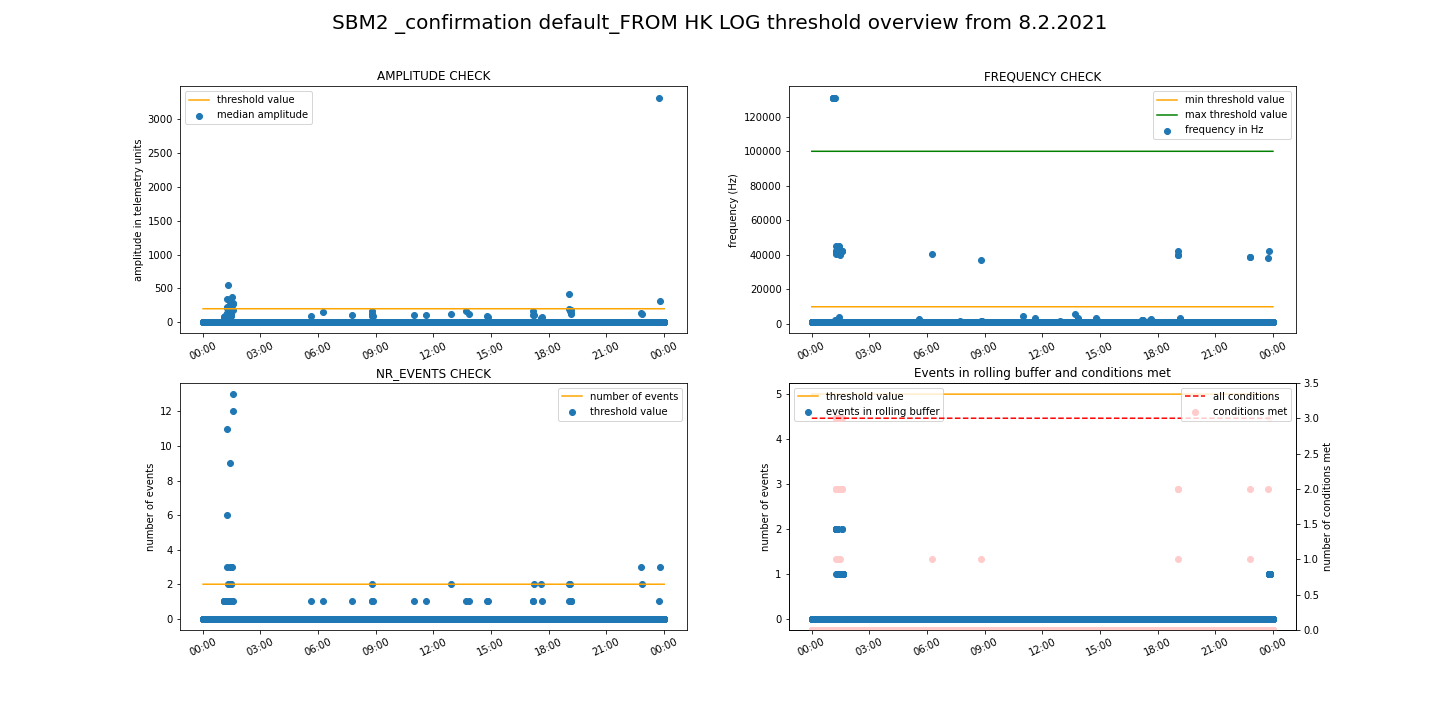 SBM2 _confirmation default_FROM HK LOG threshold overview from 8.2.2021
AMPLITUDE CHECK
threshold value
median amplitude
amplitude in telemetry units
3000
2500
2000
1500
1000
500
0
00:00 03:00 06:00 09:00 12:00 15:00 18:00 21:00 00:00
FREQUENCY CHECK
min threshold value
max threshold value
frequency in Hz
frequency (Hz)
120000
100000
80000
60000
40000
20000
0
00:00 03:00 06:00 09:00 12:00 15:00 18:00 21:00 00:00
NR_EVENTS CHECK
number of events
threshold value
number of events
12
10
8
6
4
2
0
00:00 03:00 06:00 09:00 12:00 15:00 18:00 21:00 00:00
Events in rolling buffer and conditions met
threshold value
events in rolling buffer
all conditions
conditions met
number of events
5
4
3
2
1
0
3.5
3.0
2.5
2.0
1.5
1.0
0.5
0.0
number of conditions met
00:00 03:00 06:00 09:00 12:00 15:00 18:00 21:00 00:00